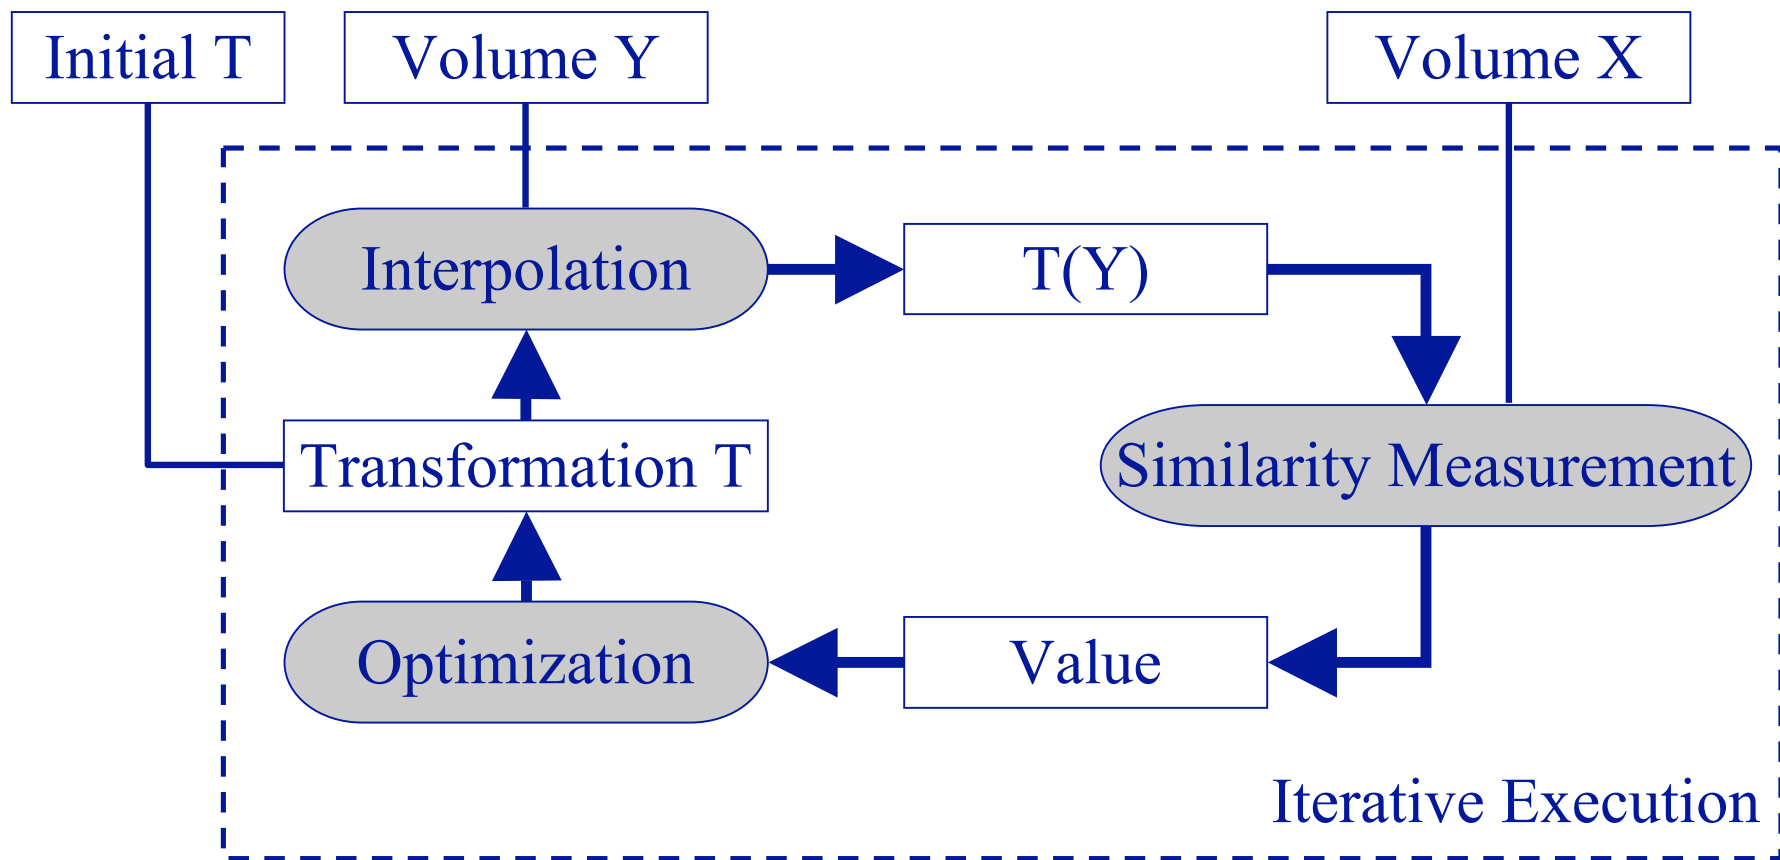 Initial T
Volume Y
Volume X
Interpolation
T(Y)
Transformation T
Similarity Measurement
Optimization
Value
Iterative Execution